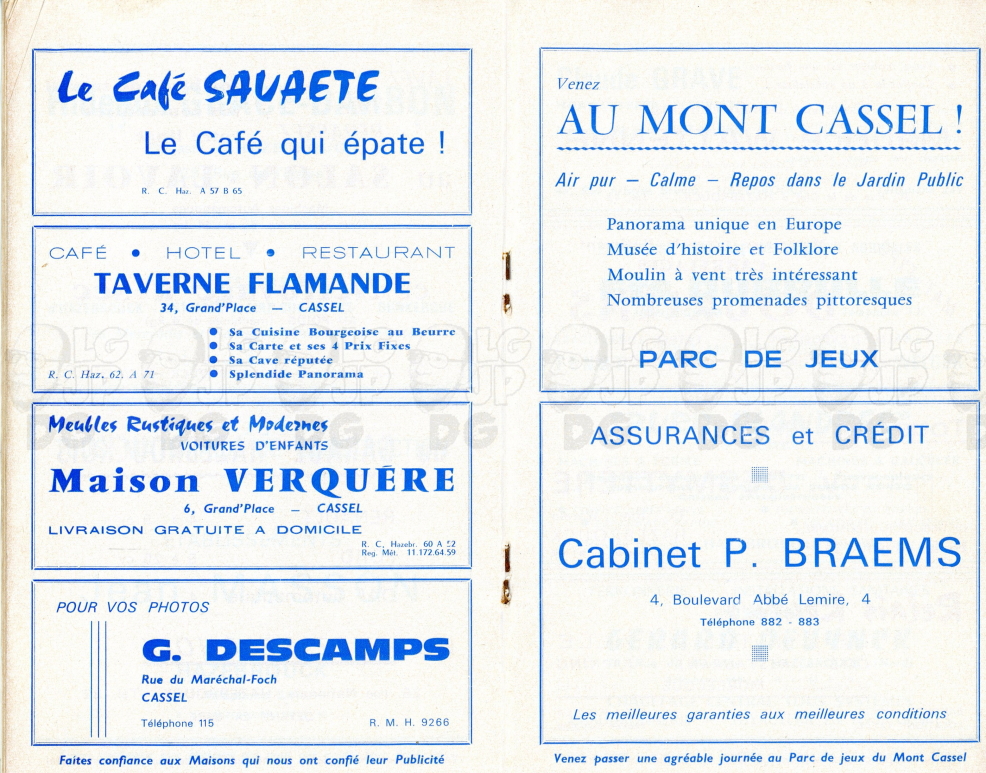 Le Café SAVAETE
Le Café qui épate !
R. C. Haz. A 57 B 65
CAFÉ • HOTEL • RESTAURANT
TAVERNE FLAMANDE
34, Grand'Place — CASSEL
• Sa Cuisine Bourgeoise au Beurre
• Sa Carte et ses 4 Prix Fixes
• Sa Cave réputée
• Splendide Panorama
R. C. Haz. 62. A 71
Meubles Rustiques et Modernes
VOITURES D'ENFANTS
Maison VERQUÉRE
6, Grand'Place — CASSEL
LIVRAISON GRATUITE A DOMICILE
R. C, Hazebr. 60 A
Reg. Mét. 11.172.64.59
POUR VOS PHOTOS
G. DESCAMPS
Rue du Maréchal-Foch
CASSEL
Téléphone 115 R. M. H. 9266
Faites confiance aux Maisons qui nous ont confié leur Publicité
Venez
AU MONT CASSEL !
Air pur — Calme — Repos dans le Jardin Public
Panorama unique en Europe
Musée d'histoire et Folklore
Moulin à vent très intéressant
Nombreuses promenades pittoresques
PARC DE JEUX
ASSURANCES et CRÉDIT
Cabinet P. BRAEMS
4, Boulevard Abbé Lemire, 4
Téléphone 882 - 883
Les meilleures garanties aux meilleures conditions
Venez passer une agréable journée au Parc de jeux du Mont Cassel